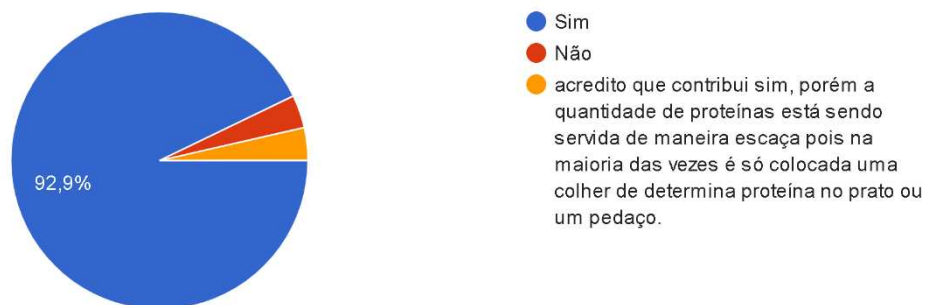 92,9%
Sim
Não
acredito que contribui sim, porém a
quantidade de proteínas está sendo
servida de maneira escaça pois na
maioria das vezes é só colocada uma
colher de determina proteína no prato ou
um pedaço.